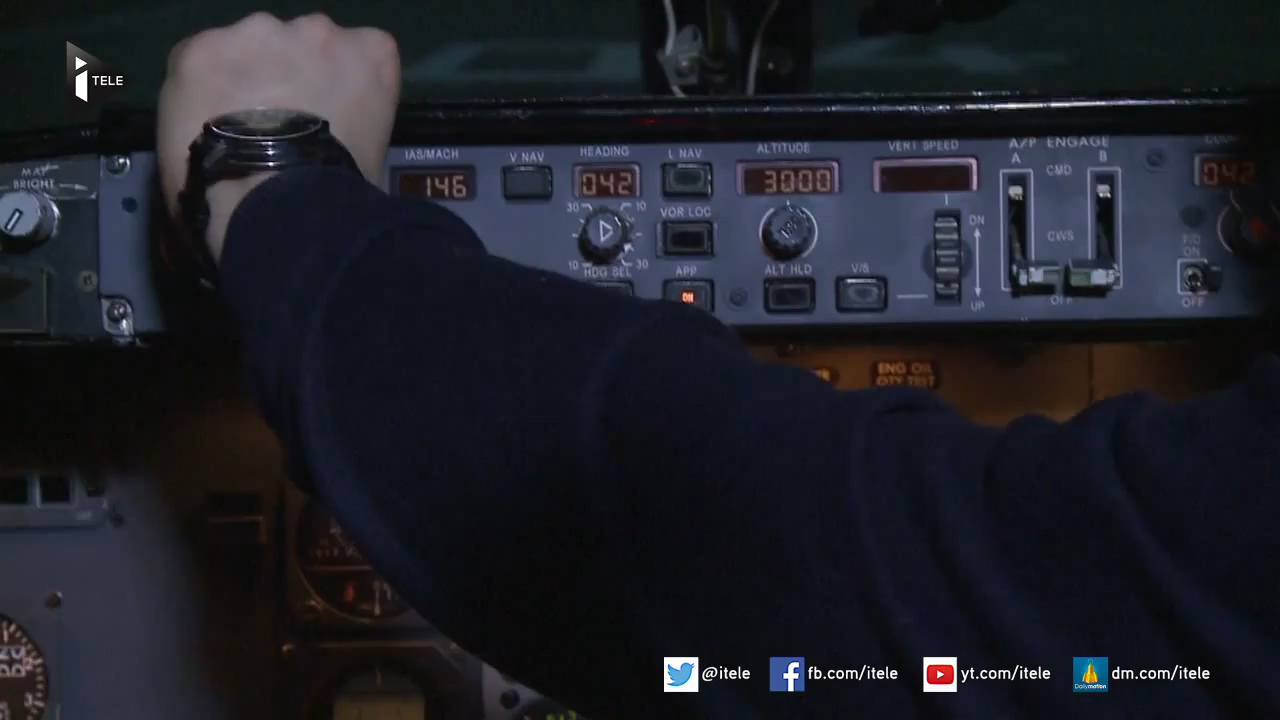 i TELE
MAT
BRIGHT
IAS/MACH
V NAV
HEADING
L NAV
ALTITUDE
VERT SPEED
A/P ENGAGE
A
B
CMD
146
042
3000
042
30
10
VOR LOC
DN
10
30
CWS
F/D
ON
HDG SEL
APP
ALT HLD
V/S
ON
UP
OFF
OFF
ENG OIL
QTY TEST
@itele
fb.com/itele
yt.com/itele
Dailymotion
dm.com/itele